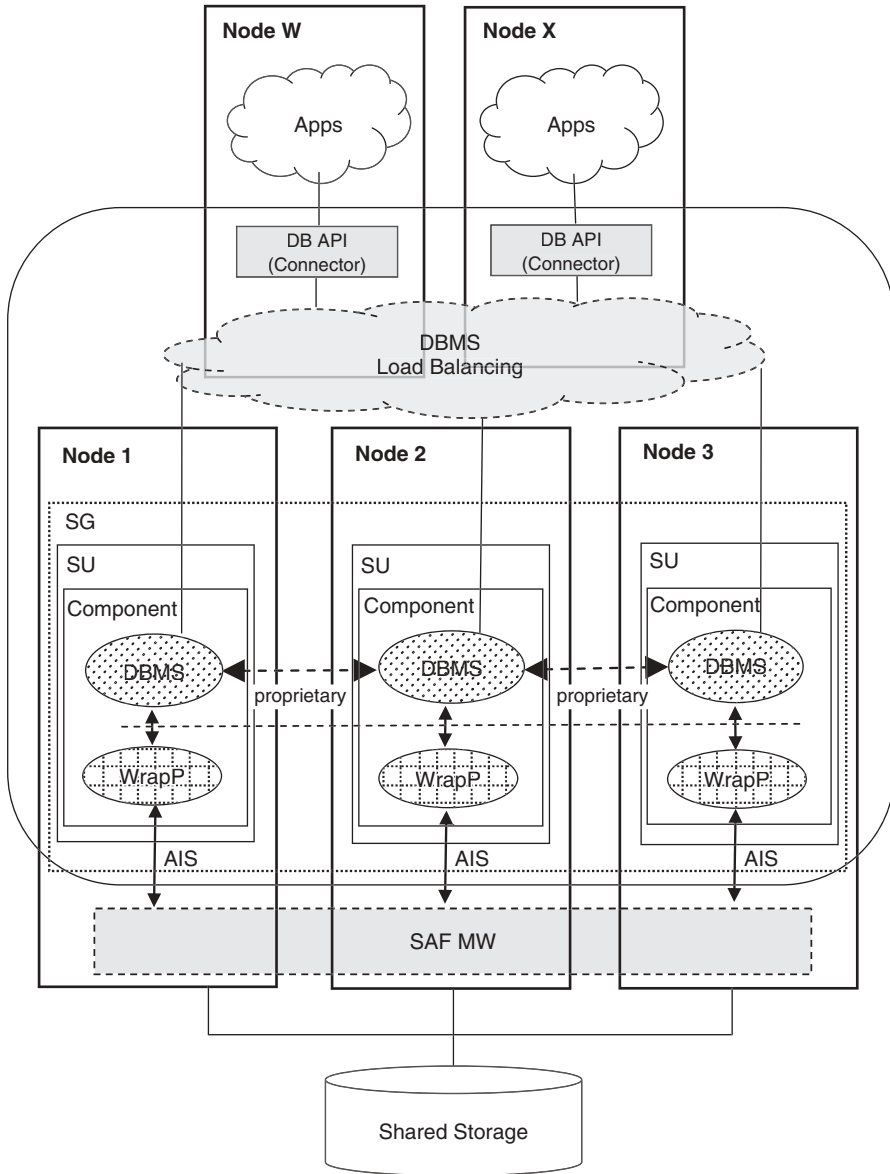 Node W
Node X
Apps
Apps
DB API
(Connector)
DB API
(Connector)
DBMS
Load Balancing
Node 1
Node 2
Node 3
SG
SU
SU
SU
Component
Component
Component
DBMS
DBMS
DBMS
proprietary
proprietary
WrapP
WrapP
WrapP
AIS
AIS
AIS
SAF MW
Shared Storage